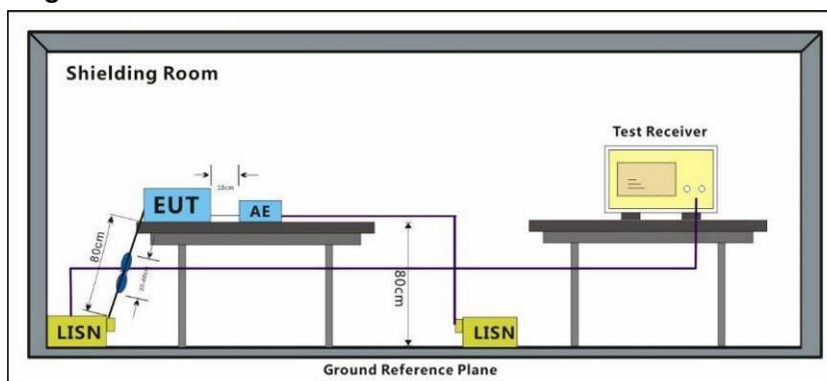 Shielding Room
Test Receiver
10cm
EUT
AE
80cm
80cm
LISN
LISN
Ground Reference Plane